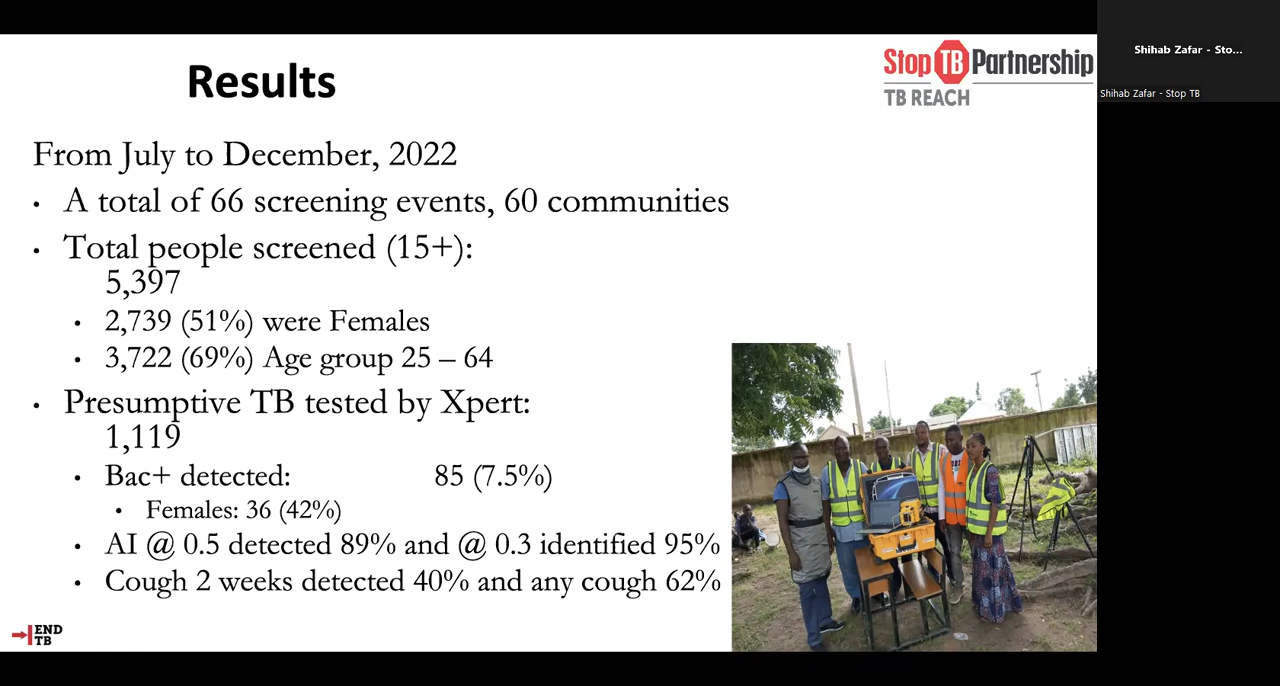 Results
Stop TB Partnership
TB REACH
Shihab Zafar - Sto...
Shihab Zafar - Stop TB
From July to December, 2022
• A total of 66 screening events, 60 communities
• Total people screened (15+):
5,397
• 2,739 (51%) were Females
• 3,722 (69%) Age group 25 – 64
• Presumptive TB tested by Xpert:
1,119
• Bac+ detected: 85 (7.5%)
• Females: 36 (42%)
• AI @ 0.5 detected 89% and @ 0.3 identified 95%
• Cough 2 weeks detected 40% and any cough 62%
END
TB